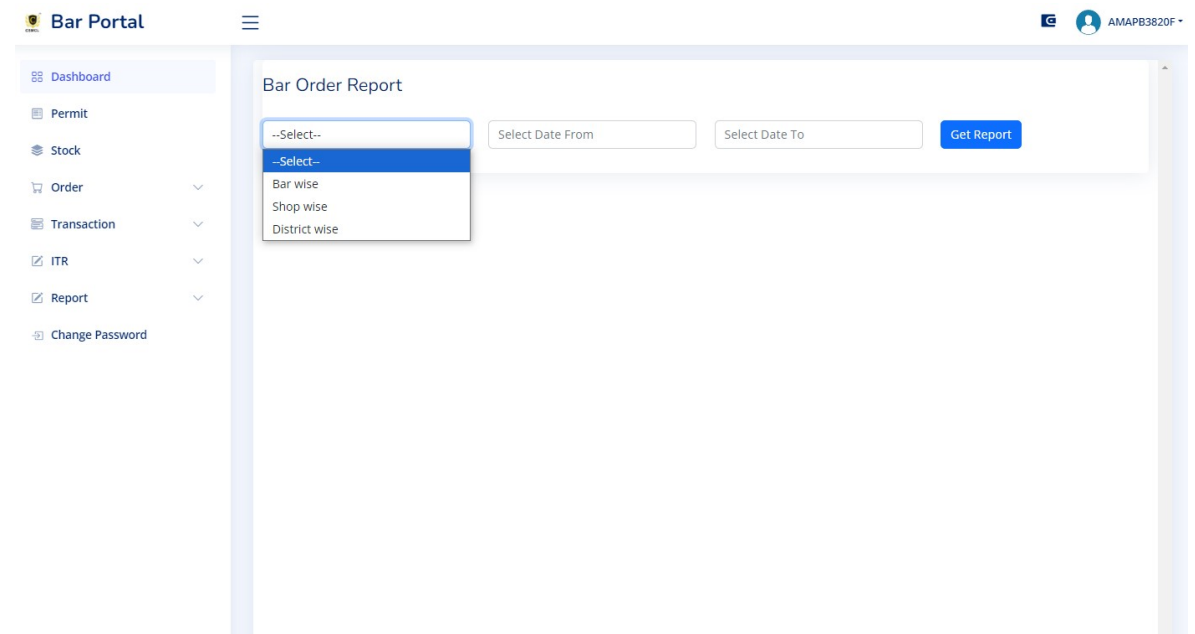 Bar Portal
AMAPB3820F
Dashboard
Permit
Stock
Order
Transaction
ITR
Report
Change Password
Bar Order Report
--Select--
Select Date From
Select Date To
Get Report
--Select--
Bar wise
Shop wise
District wise